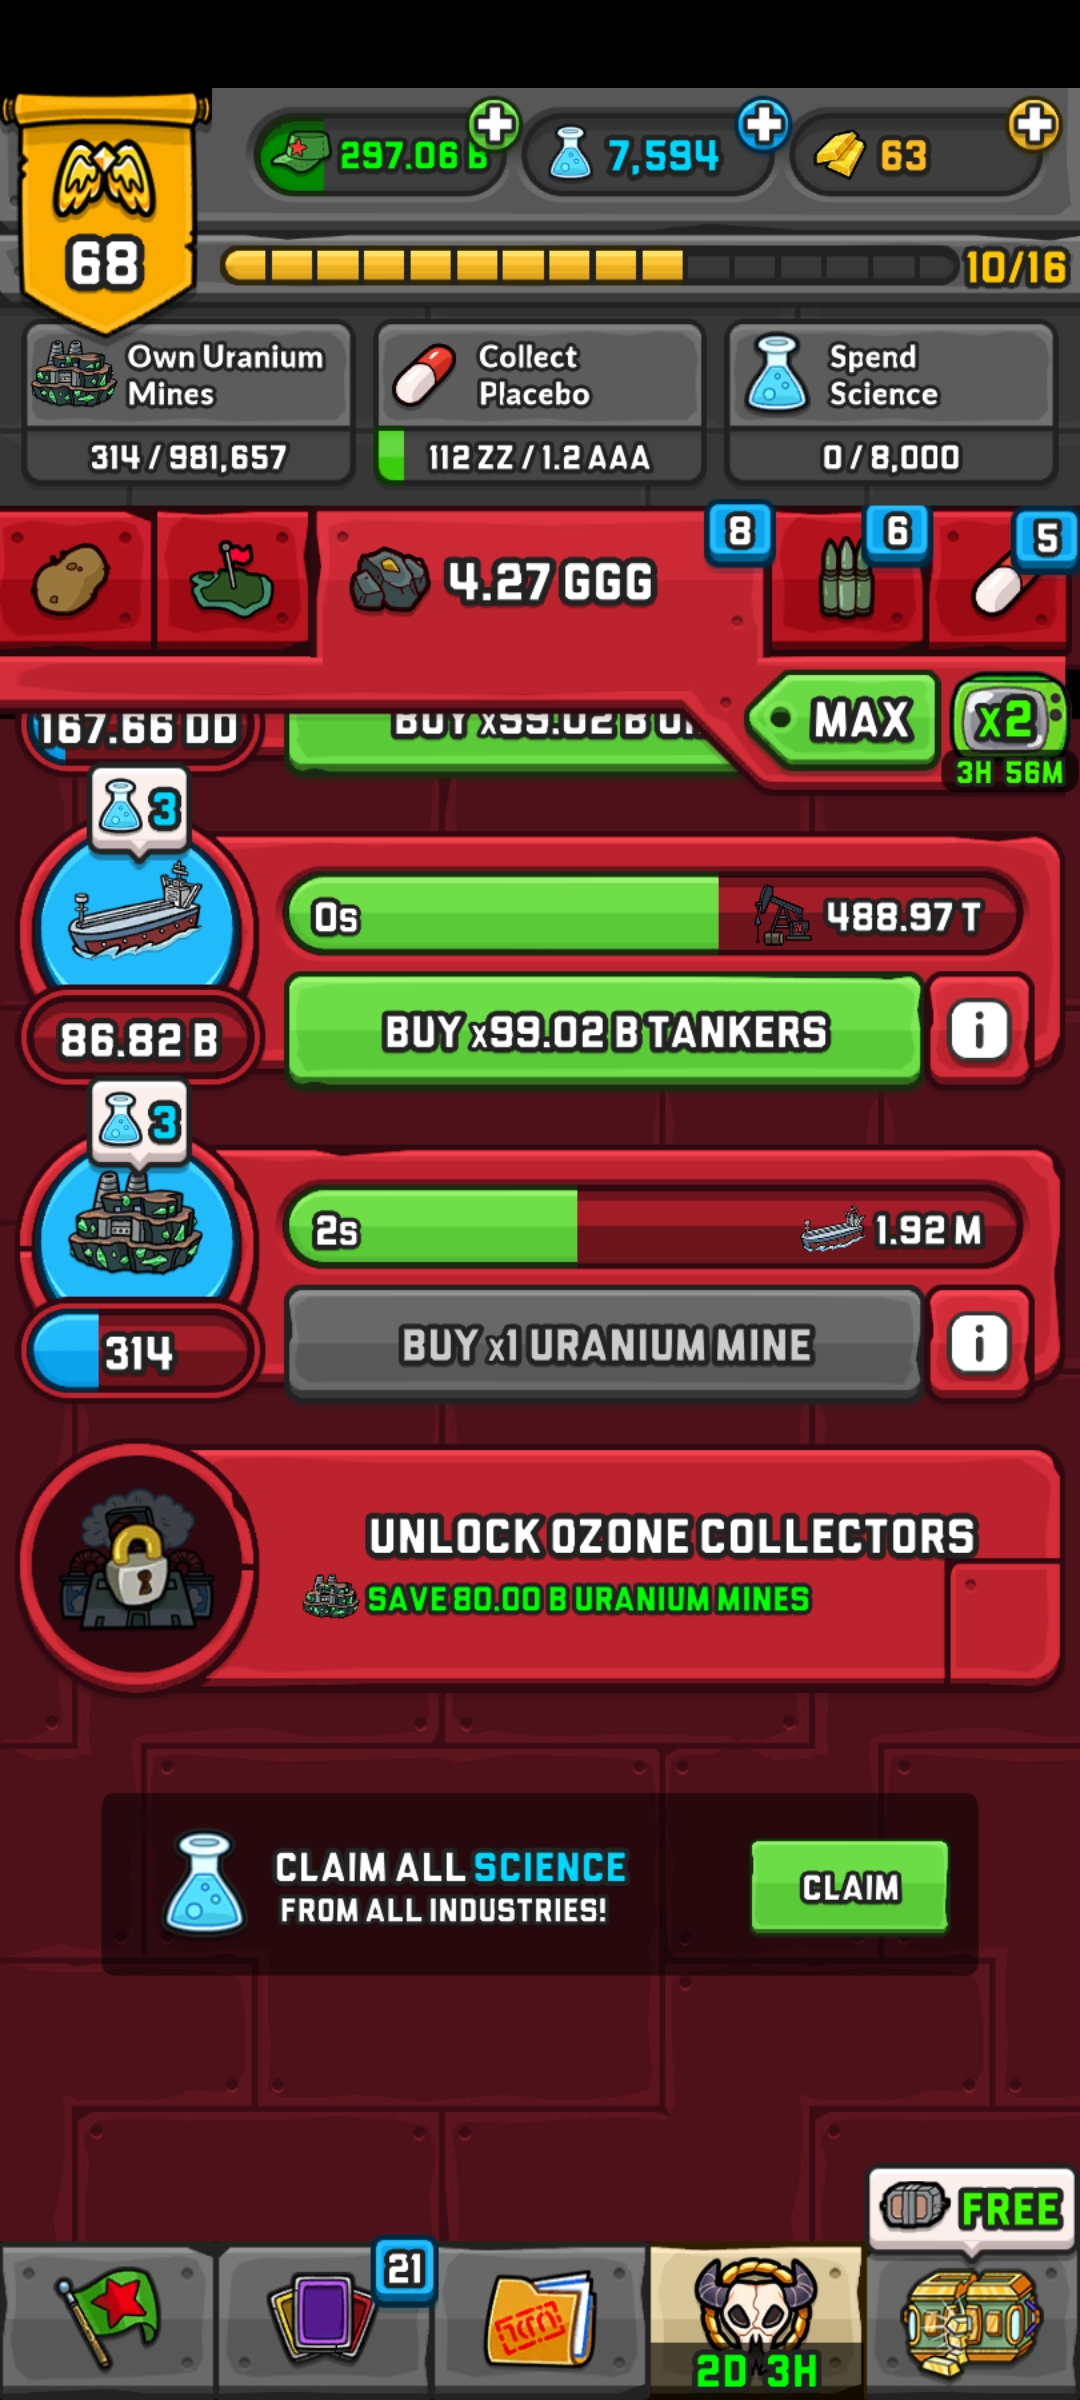 297.06 B
7,594
63
68
10/16
Own Uranium Mines
Collect Placebo
Spend Science
314 / 981,657
112 ZZ / 1.2 AAA
0 / 8,000
4.27 GGG
8
6
5
167.66 DD
BUY x99.02 B
MAX
x2
3H 56M
3
0s
488.97 T
86.82 B
BUY x99.02 B TANKERS
i
3
2s
1.92 M
314
BUY x1 URANIUM MINE
i
UNLOCK OZONE COLLECTORS
SAVE 80.00 B URANIUM MINES
CLAIM ALL SCIENCE
FROM ALL INDUSTRIES!
CLAIM
FREE
21
2D 3H